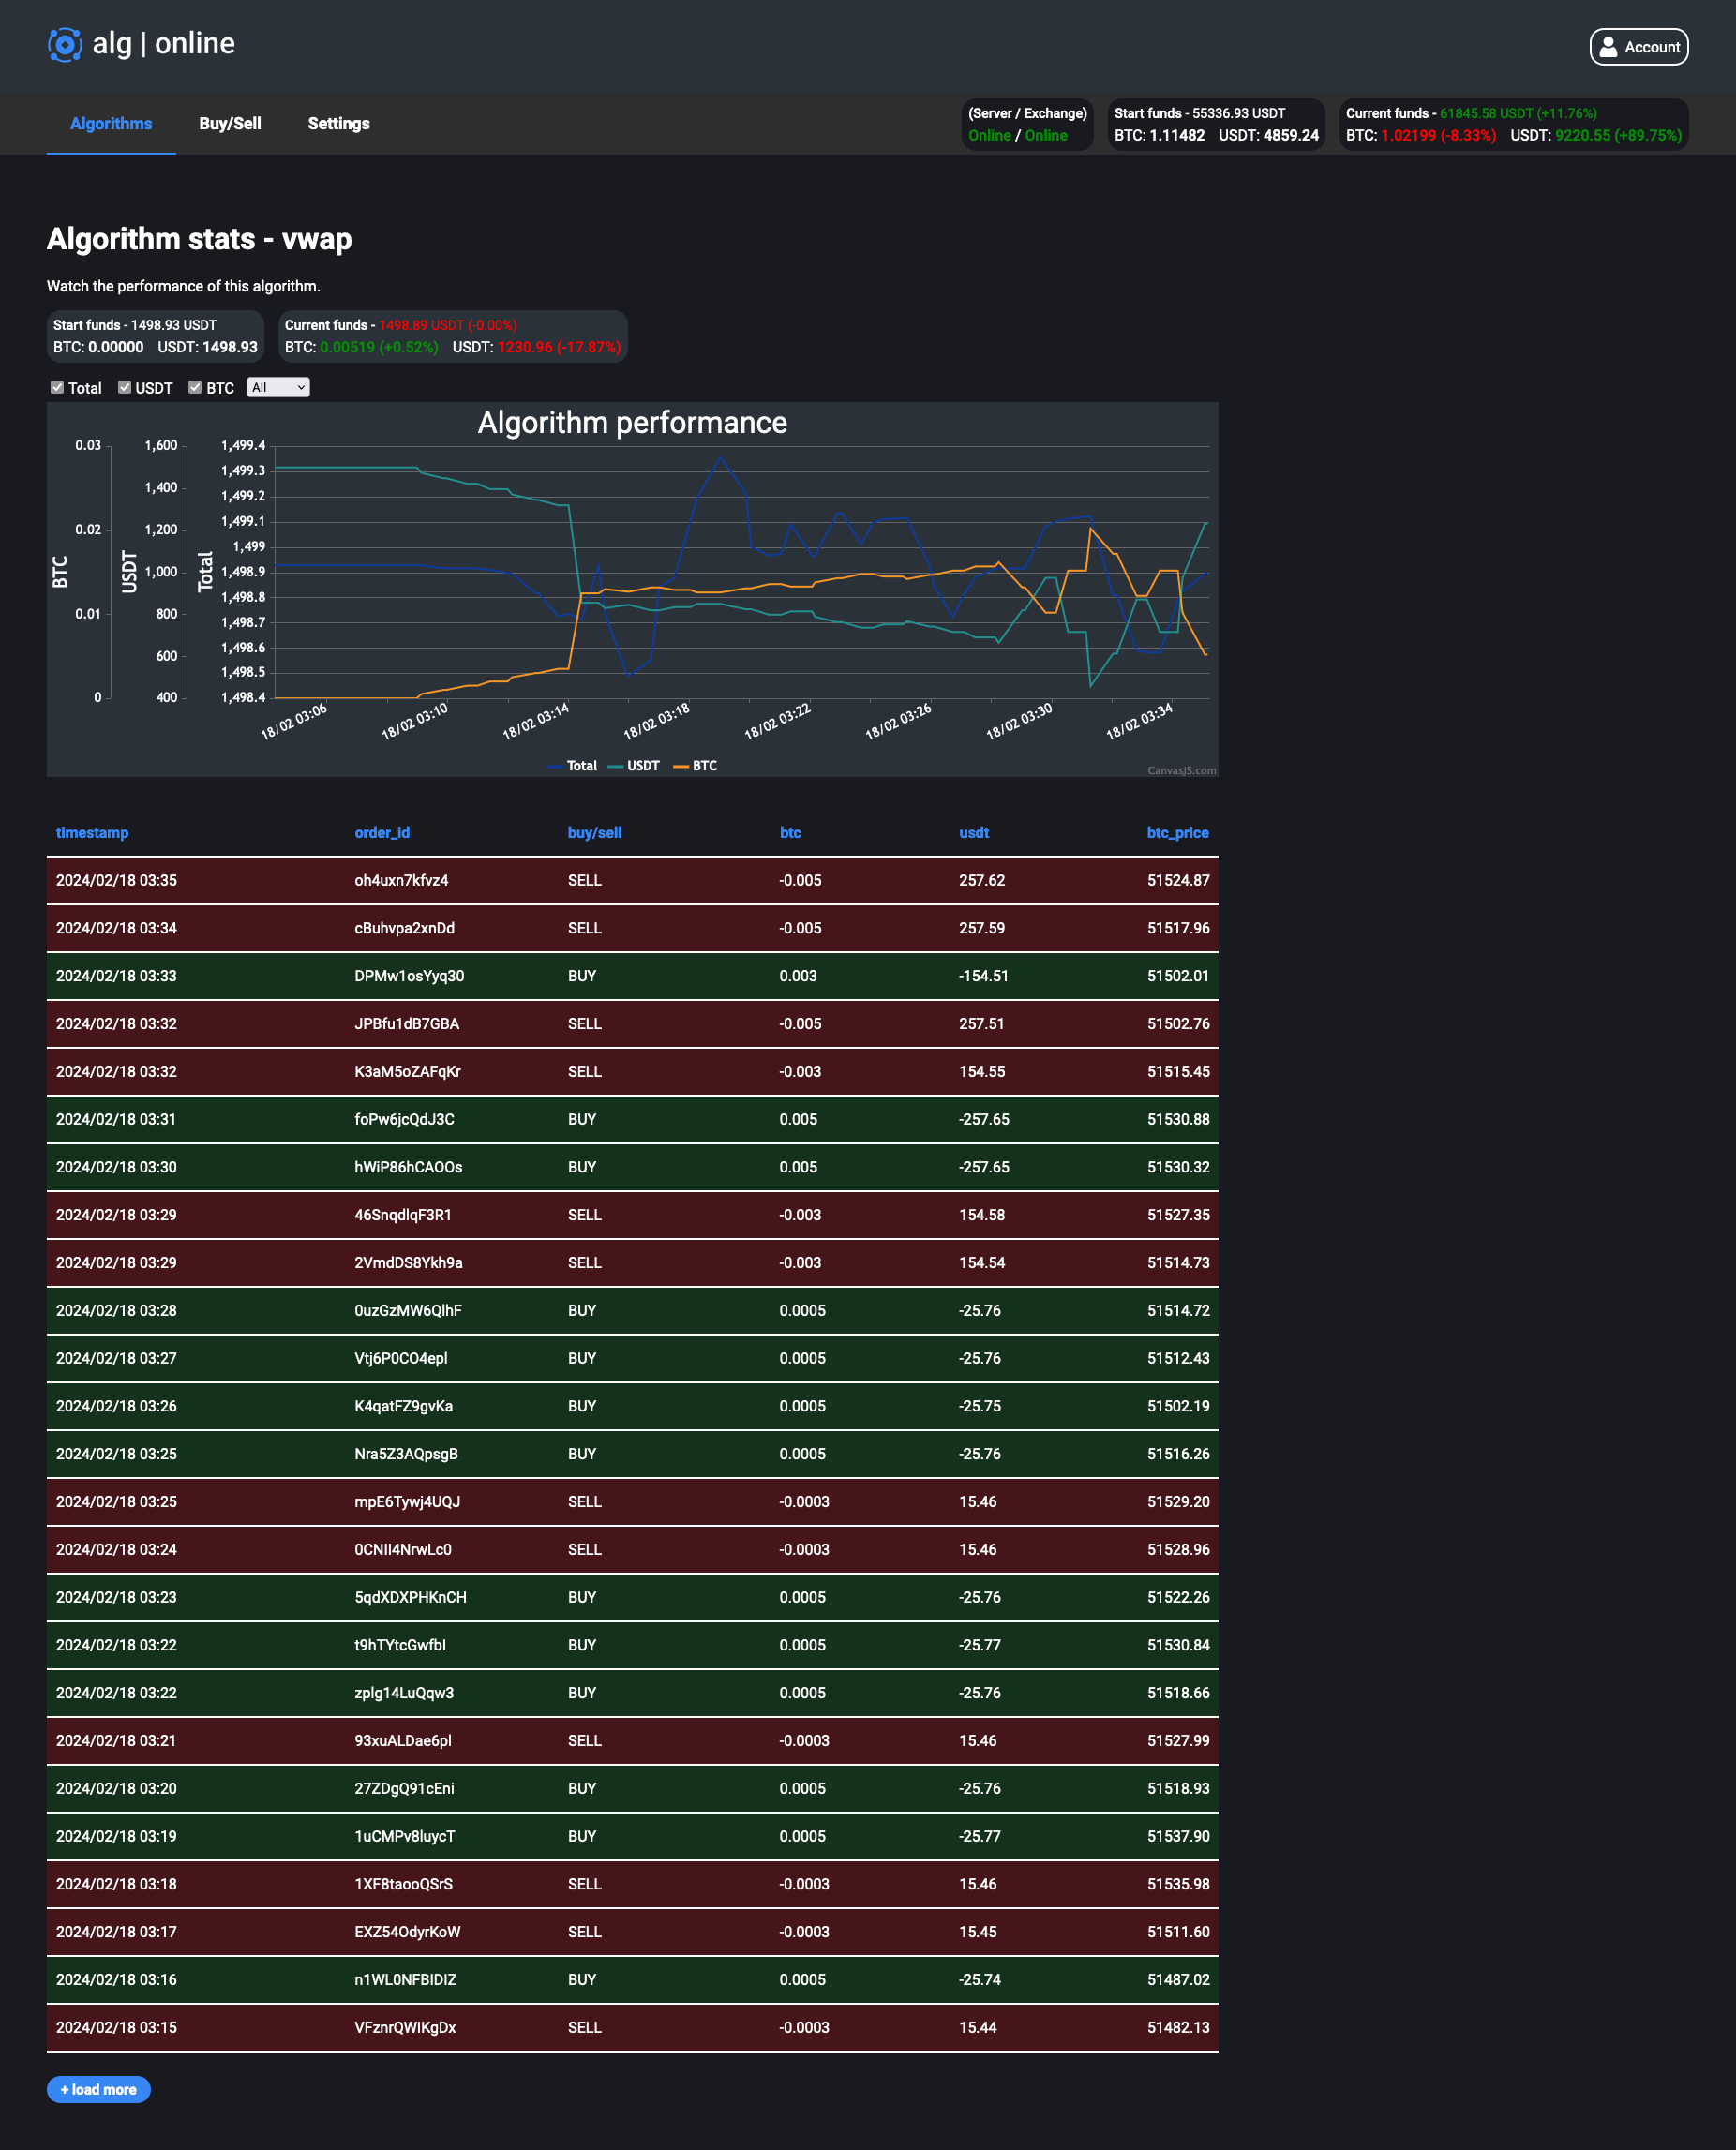 alg | online
Account
Algorithms Buy/Sell Settings
(Server / Exchange)
Online / Online
Start funds - 55336.93 USDT
BTC: 1.11482 USDT: 4859.24
Current funds - 61845.58 USDT (+11.76%)
BTC: 1.02199 (-8.33%) USDT: 9220.55 (+89.75%)
Algorithm stats - vwap
Watch the performance of this algorithm.
Start funds - 1498.93 USDT
BTC: 0.00000 USDT: 1498.93
Current funds - 1498.89 USDT (-0.00%)
BTC: 0.00519 (+0.52%) USDT: 1230.96 (-17.87%)
Total USDT BTC All
Algorithm performance
BTC
0.03
0.02
0.01
0
USDT
1,600
1,400
1,200
1,000
800
600
400
Total
1,499.4
1,499.3
1,499.2
1,499.1
1,499
1,498.9
1,498.8
1,498.7
1,498.6
1,498.5
1,498.4
18/02 03:06 18/02 03:10 18/02 03:14 18/02 03:18 18/02 03:22 18/02 03:26 18/02 03:30 18/02 03:34
Total USDT BTC
CanvasJS.com
timestamp order_id buy/sell btc usdt btc_price
2024/02/18 03:35 oh4uxn7kfvz4 SELL -0.005 257.62 51524.87
2024/02/18 03:34 cBuhvpa2xnDd SELL -0.005 257.59 51517.96
2024/02/18 03:33 DPMw1osYyq30 BUY 0.003 -154.51 51502.01
2024/02/18 03:32 JPBfu1dB7GBA SELL -0.005 257.51 51502.76
2024/02/18 03:32 K3aM5oZAFqKr SELL -0.003 154.55 51515.45
2024/02/18 03:31 foPw6jcQdJ3C BUY 0.005 -257.65 51530.88
2024/02/18 03:30 hWiP86hCAOOs BUY 0.005 -257.65 51530.32
2024/02/18 03:29 46SnqdlqF3R1 SELL -0.003 154.58 51527.35
2024/02/18 03:29 2VmdDS8Ykh9a SELL -0.003 154.54 51514.73
2024/02/18 03:28 0uzGzMW6QlhF BUY 0.0005 -25.76 51514.72
2024/02/18 03:27 Vtj6P0CO4epl BUY 0.0005 -25.76 51512.43
2024/02/18 03:26 K4qatFZ9gvKa BUY 0.0005 -25.75 51502.19
2024/02/18 03:25 Nra5Z3AQpsgB BUY 0.0005 -25.76 51516.26
2024/02/18 03:25 mpE6Tywj4UQJ SELL -0.0003 15.46 51529.20
2024/02/18 03:24 0CNIl4NrwLc0 SELL -0.0003 15.46 51528.96
2024/02/18 03:23 5qdXDXPHKnCH BUY 0.0005 -25.76 51522.26
2024/02/18 03:22 t9hTYtcGwfbI BUY 0.0005 -25.77 51530.84
2024/02/18 03:22 zplg14LuQqw3 BUY 0.0005 -25.76 51518.66
2024/02/18 03:21 93xuALDae6pl SELL -0.0003 15.46 51527.99
2024/02/18 03:20 27ZDgQ91cEni BUY 0.0005 -25.76 51518.93
2024/02/18 03:19 1uCMPv8luycT BUY 0.0005 -25.77 51537.90
2024/02/18 03:18 1XF8taooQSrS SELL -0.0003 15.46 51535.98
2024/02/18 03:17 EXZ54OdyrKoW SELL -0.0003 15.45 51511.60
2024/02/18 03:16 n1WL0NFBIDIZ BUY 0.0005 -25.74 51487.02
2024/02/18 03:15 VFznrQWIKgDx SELL -0.0003 15.44 51482.13
+ load more